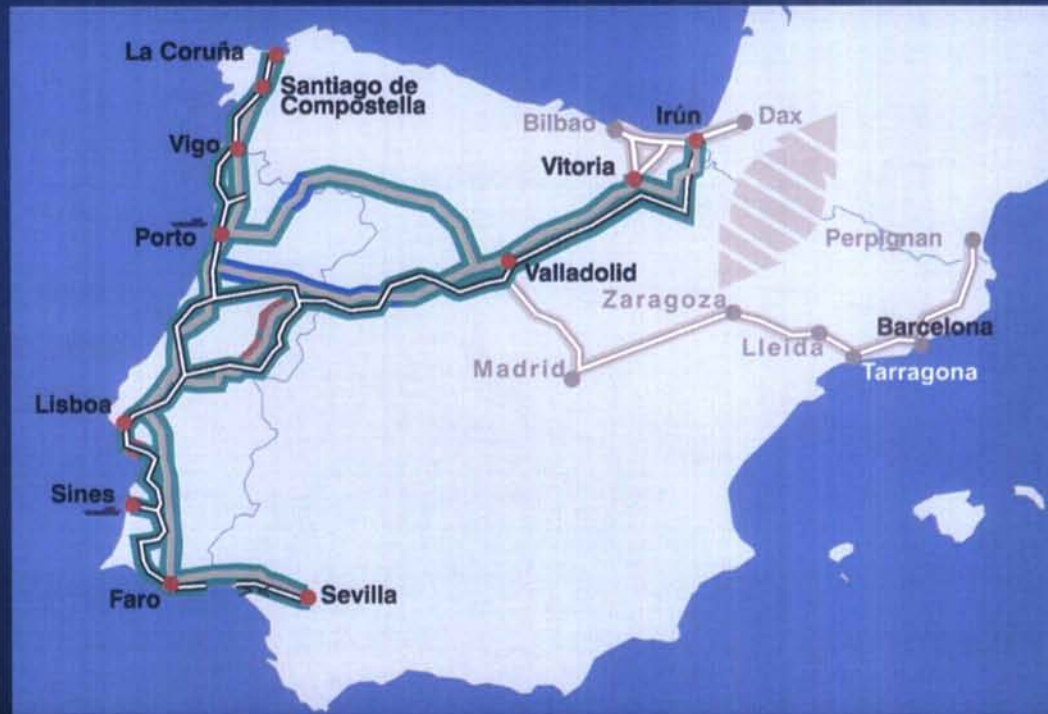 La Coruña
Santiago de
Compostella
Vigo
Porto
Bilbao
Irún
Dax
Vitoria
Valladolid
Perpignan
Zaragoza
Barcelona
Lleida
Madrid
Tarragona
Lisboa
Sines
Faro
Sevilla